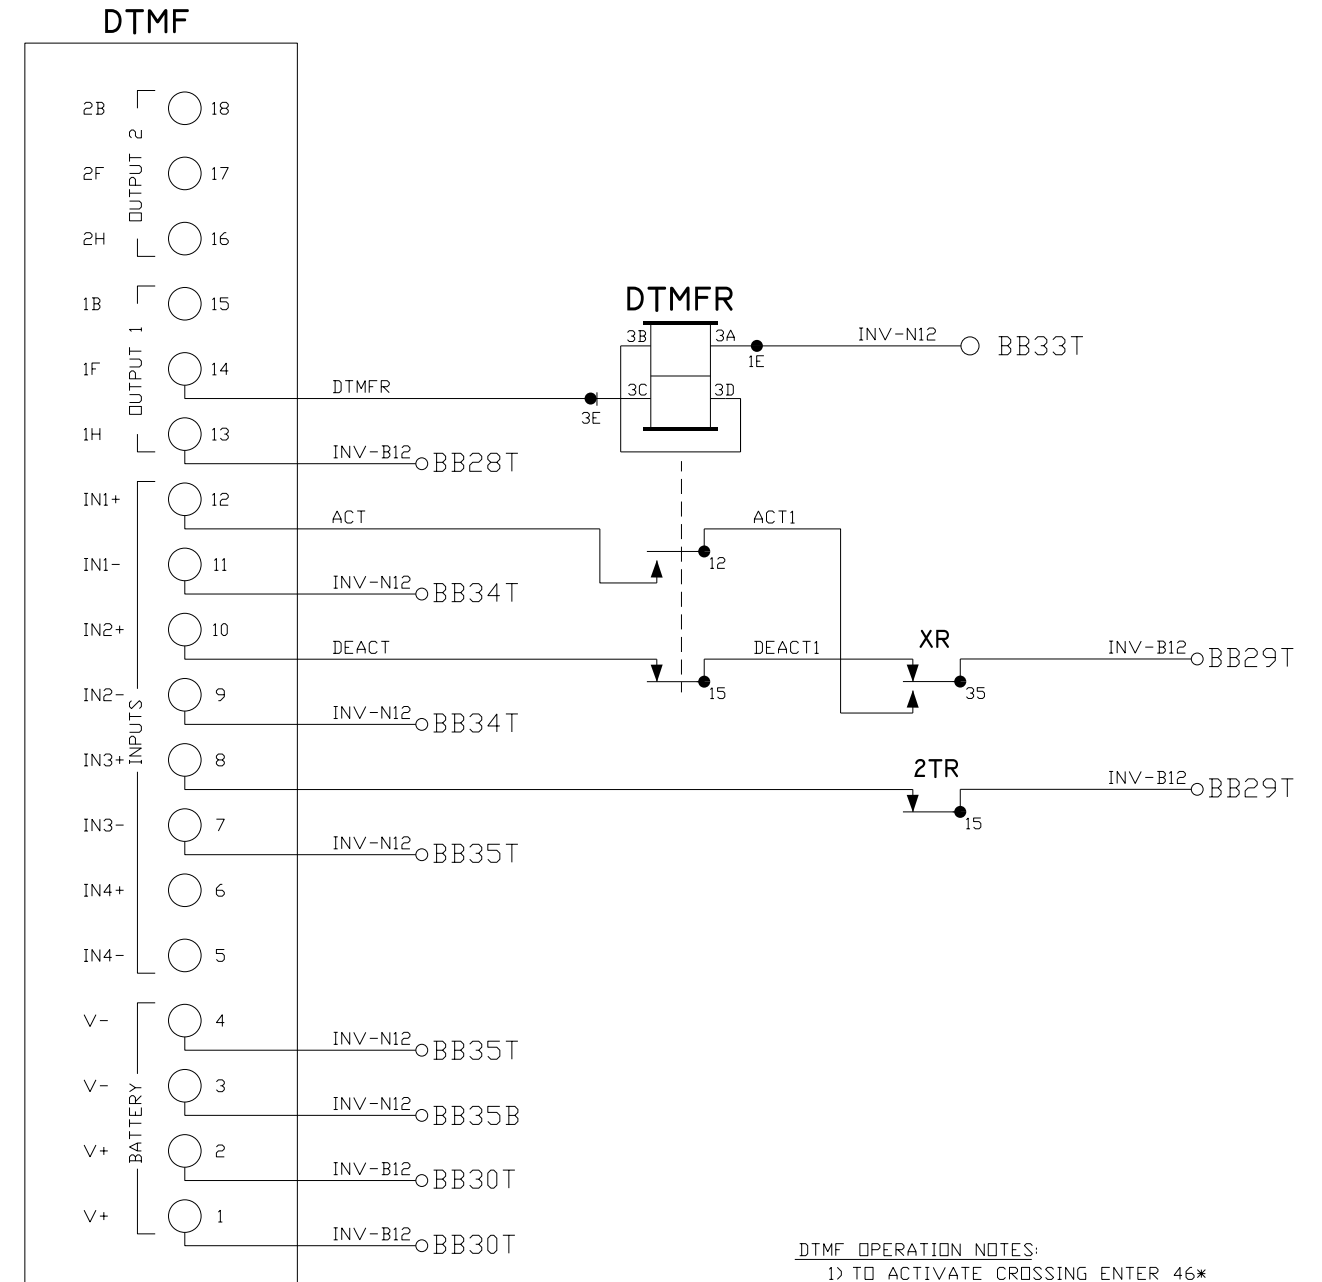 DTMF
2B 18
OUTPUT 2
2F 17
2H 16
1B 15
OUTPUT 1
1F 14
1H 13
DTMFR
INV-B12 BB28T
DTMFR
3B 3A
3C 3D
3E
1E
INV-N12 BB33T
IN1+ 12
ACT
12
ACT1
IN1- 11
INV-N12 BB34T
IN2+ 10
DEACT
15
DEACT1
XR
35
INV-B12 BB29T
IN2- 9
INV-N12 BB34T
INPUTS
IN3+ 8
2TR
15
INV-B12 BB29T
IN3- 7
INV-N12 BB35T
IN4+ 6
IN4- 5
V- 4
INV-N12 BB35T
V- 3
INV-N12 BB35B
BATTERY
V+ 2
INV-B12 BB30T
V+ 1
INV-B12 BB30T
DTMF OPERATION NOTES:
1) TO ACTIVATE CROSSING ENTER 46*